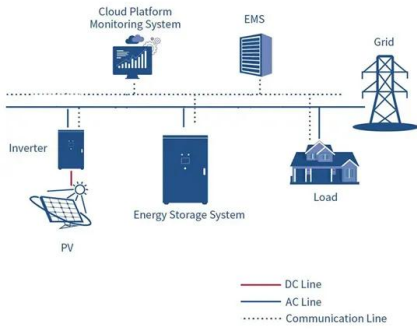 Cloud Platform
Monitoring System
EMS
Grid
Inverter
Energy Storage System
Load
PV
DC Line
AC Line
Communication Line